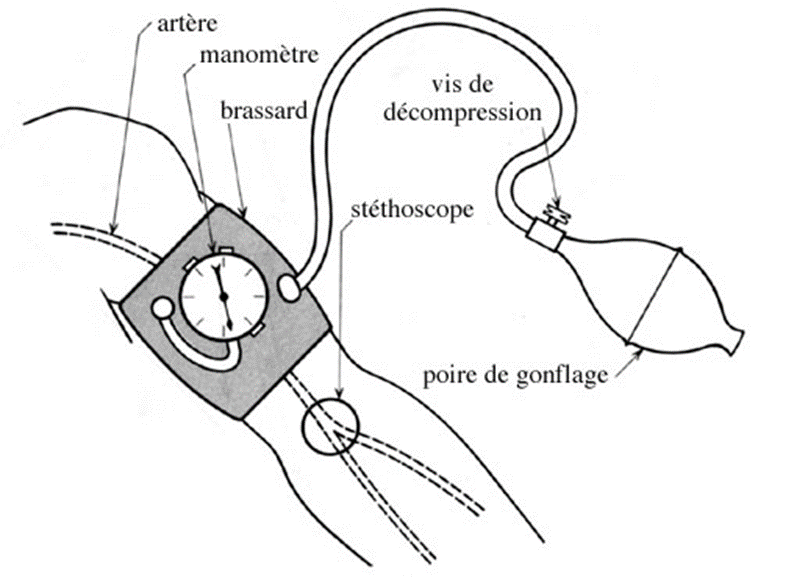 artère
manomètre
brassard
vis de
décompression
stéthoscope
poire de gonflage